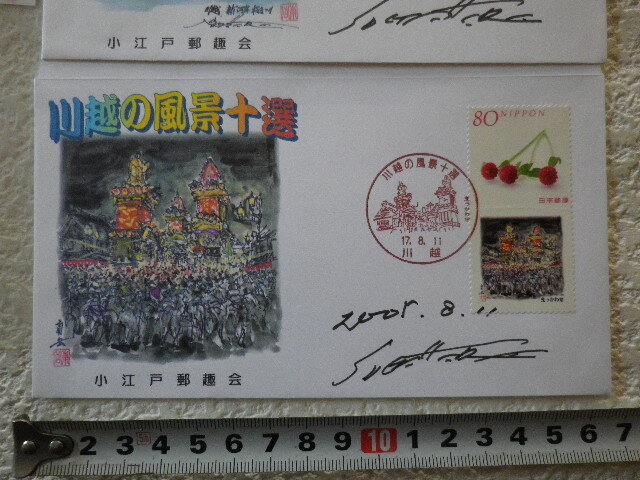 小江戸郵趣会
川越の風景十選
80 NIPPON
日本郵便
川越の風景十選
17.8.11
川越
2005.8.11
小江戸郵趣会
2 3 4 5 6 7 8 9 10 1 2 3 4 5 6 7